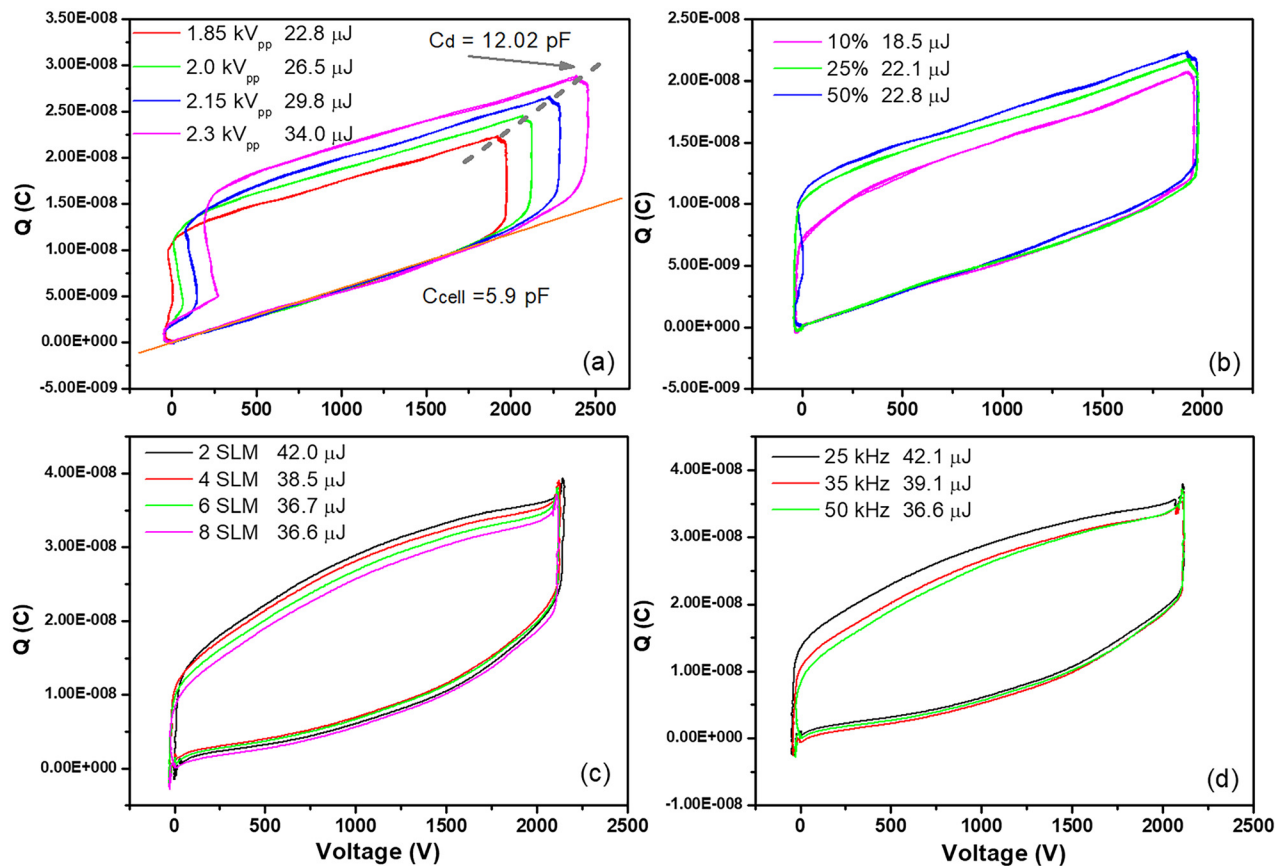 3.50E-008
3.00E-008
2.50E-008
2.00E-008
1.50E-008
1.00E-008
5.00E-009
0.00E+000
-5.00E-009
Q (C)
1.85 kVpp 22.8 μJ
2.0 kVpp 26.5 μJ
2.15 kVpp 29.8 μJ
2.3 kVpp 34.0 μJ
Cd = 12.02 pF
Ccell =5.9 pF
(a)
0 500 1000 1500 2000 2500
2.50E-008
2.00E-008
1.50E-008
1.00E-008
5.00E-009
0.00E+000
-5.00E-009
Q (C)
10% 18.5 μJ
25% 22.1 μJ
50% 22.8 μJ
(b)
0 500 1000 1500 2000
4.00E-008
3.00E-008
2.00E-008
1.00E-008
0.00E+000
Q (C)
2 SLM 42.0 μJ
4 SLM 38.5 μJ
6 SLM 36.7 μJ
8 SLM 36.6 μJ
(c)
0 500 1000 1500 2000 2500
Voltage (V)
4.00E-008
3.00E-008
2.00E-008
1.00E-008
0.00E+000
-1.00E-008
Q (C)
25 kHz 42.1 μJ
35 kHz 39.1 μJ
50 kHz 36.6 μJ
(d)
0 500 1000 1500 2000 2500
Voltage (V)